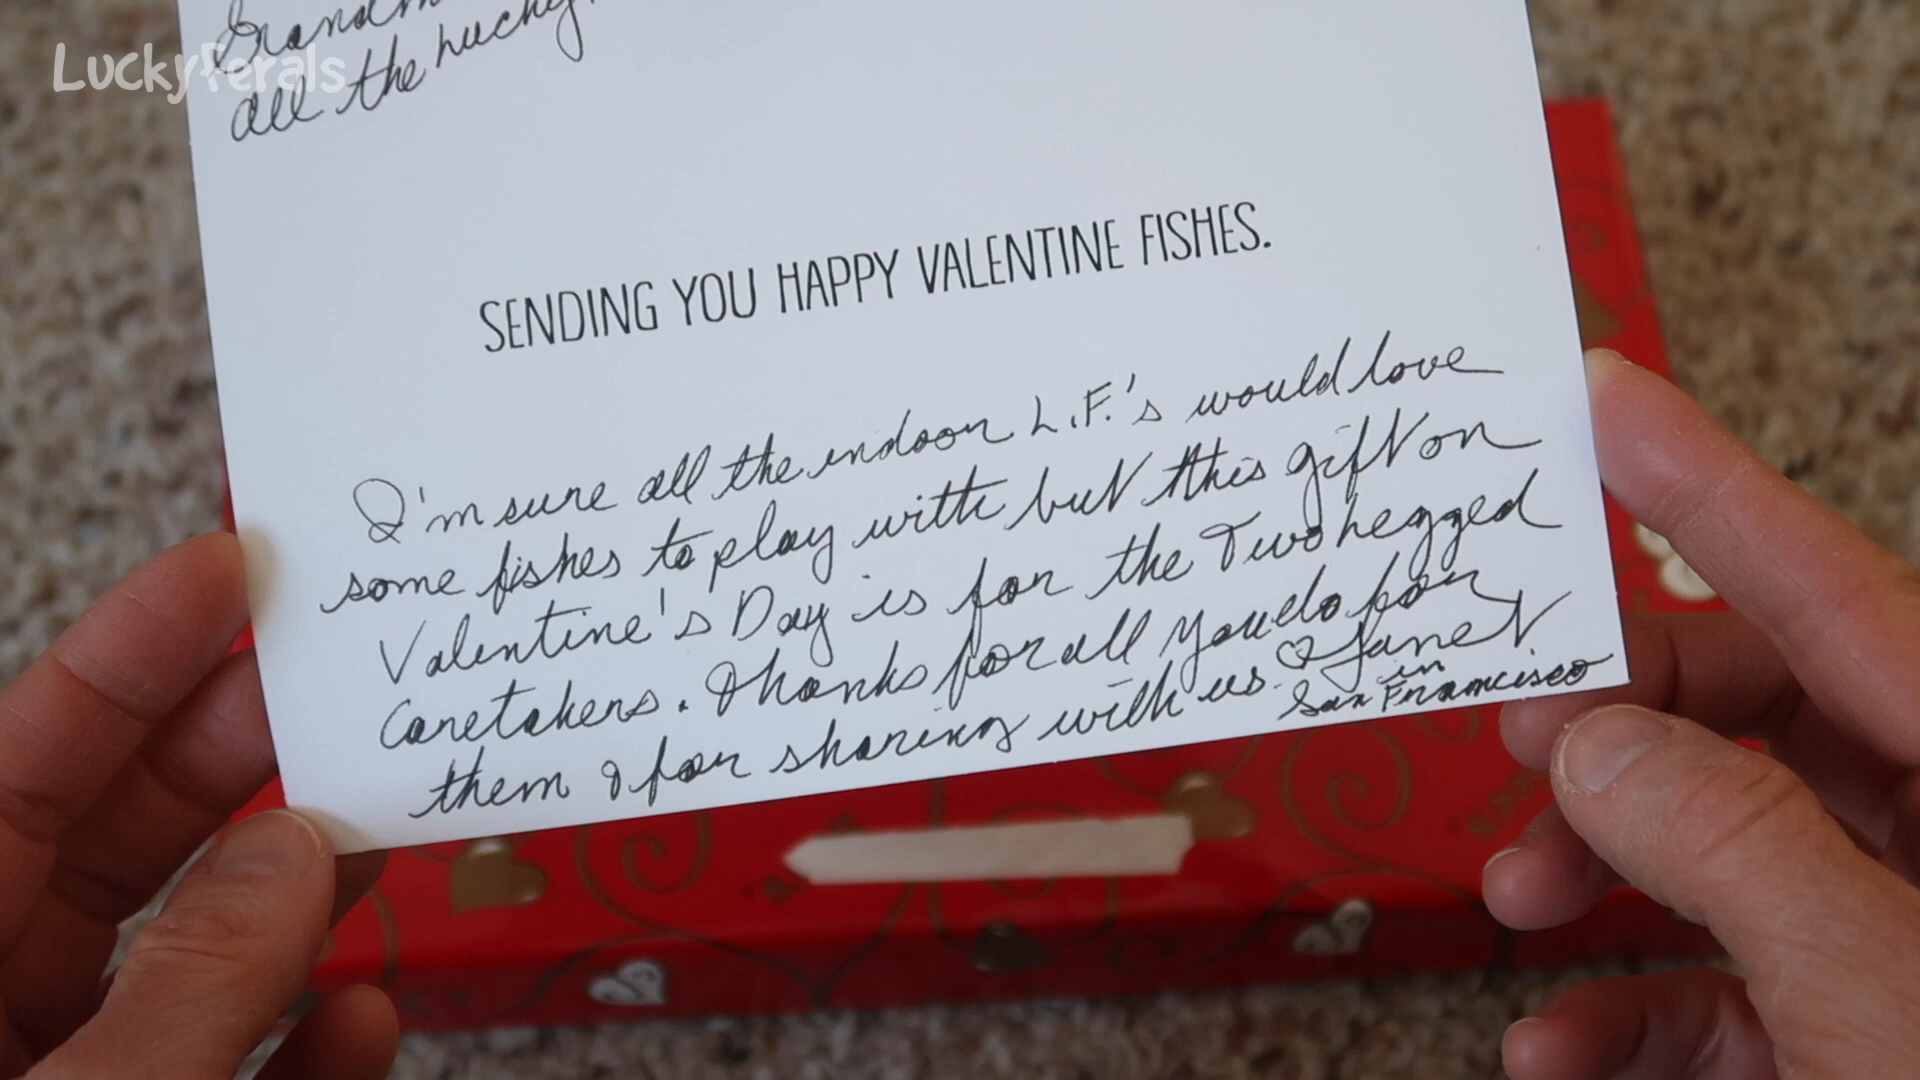 LuckyFerals
all the Lucky
SENDING YOU HAPPY VALENTINE FISHES.
I'm sure all the indoor L.F.'s would love
some fishes to play with but this gift on
Valentine's Day is for the Two Legged
Caretakers. Thanks for all you do for
them & for sharing with us. ♡ Janet
in
San Francisco